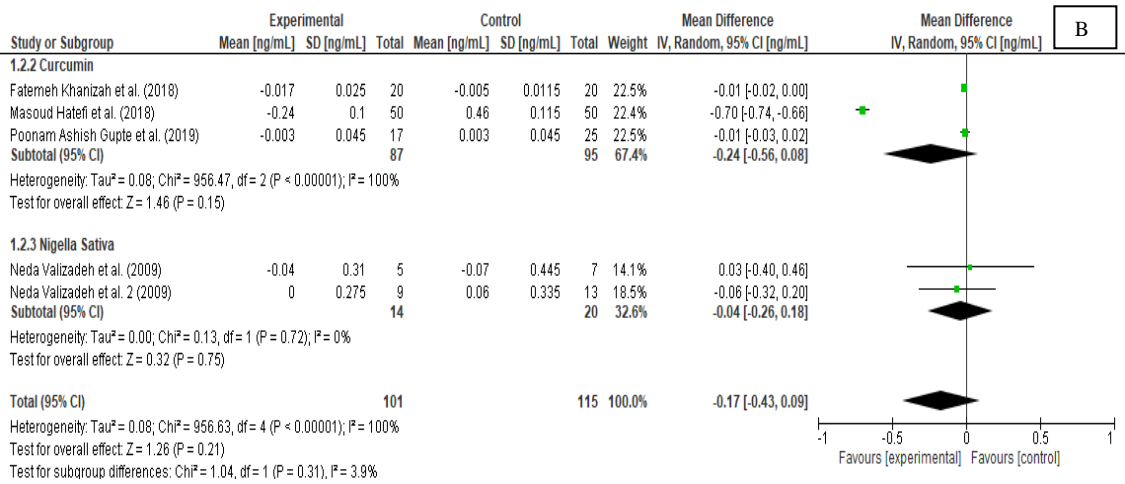 Experimental Control Mean Difference Mean Difference B
Study or Subgroup Mean [ng/mL] SD [ng/mL] Total Mean [ng/mL] SD [ng/mL] Total Weight IV, Random, 95% CI [ng/mL] IV, Random, 95% CI [ng/mL]
1.2.2 Curcumin
Fatemeh Khanizah et al. (2018) -0.017 0.025 20 -0.005 0.0115 20 22.5% -0.01 [-0.02, 0.00]
Masoud Hatefi et al. (2018) -0.24 0.1 50 0.46 0.115 50 22.4% -0.70 [-0.74, -0.66]
Poonam Ashish Gupte et al. (2019) -0.003 0.045 17 0.003 0.045 25 22.5% -0.01 [-0.03, 0.02]
Subtotal (95% CI) 87 95 67.4% -0.24 [-0.56, 0.08]
Heterogeneity: Tau² = 0.08; Chi² = 956.47, df = 2 (P < 0.00001); I² = 100%
Test for overall effect: Z = 1.46 (P = 0.15)
1.2.3 Nigella Sativa
Neda Valizadeh et al. (2009) -0.04 0.31 5 -0.07 0.445 7 14.1% 0.03 [-0.40, 0.46]
Neda Valizadeh et al. 2 (2009) 0 0.275 9 0.06 0.335 13 18.5% -0.06 [-0.32, 0.20]
Subtotal (95% CI) 14 20 32.6% -0.04 [-0.26, 0.18]
Heterogeneity: Tau² = 0.00; Chi² = 0.13, df = 1 (P = 0.72); I² = 0%
Test for overall effect: Z = 0.32 (P = 0.75)
Total (95% CI) 101 115 100.0% -0.17 [-0.43, 0.09]
Heterogeneity: Tau² = 0.08; Chi² = 956.63, df = 4 (P < 0.00001); I² = 100%
Test for overall effect: Z = 1.26 (P = 0.21)
Test for subgroup differences: Chi² = 1.04, df = 1 (P = 0.31), I² = 3.9%
-1 -0.5 0 0.5 1
Favours [experimental] Favours [control]